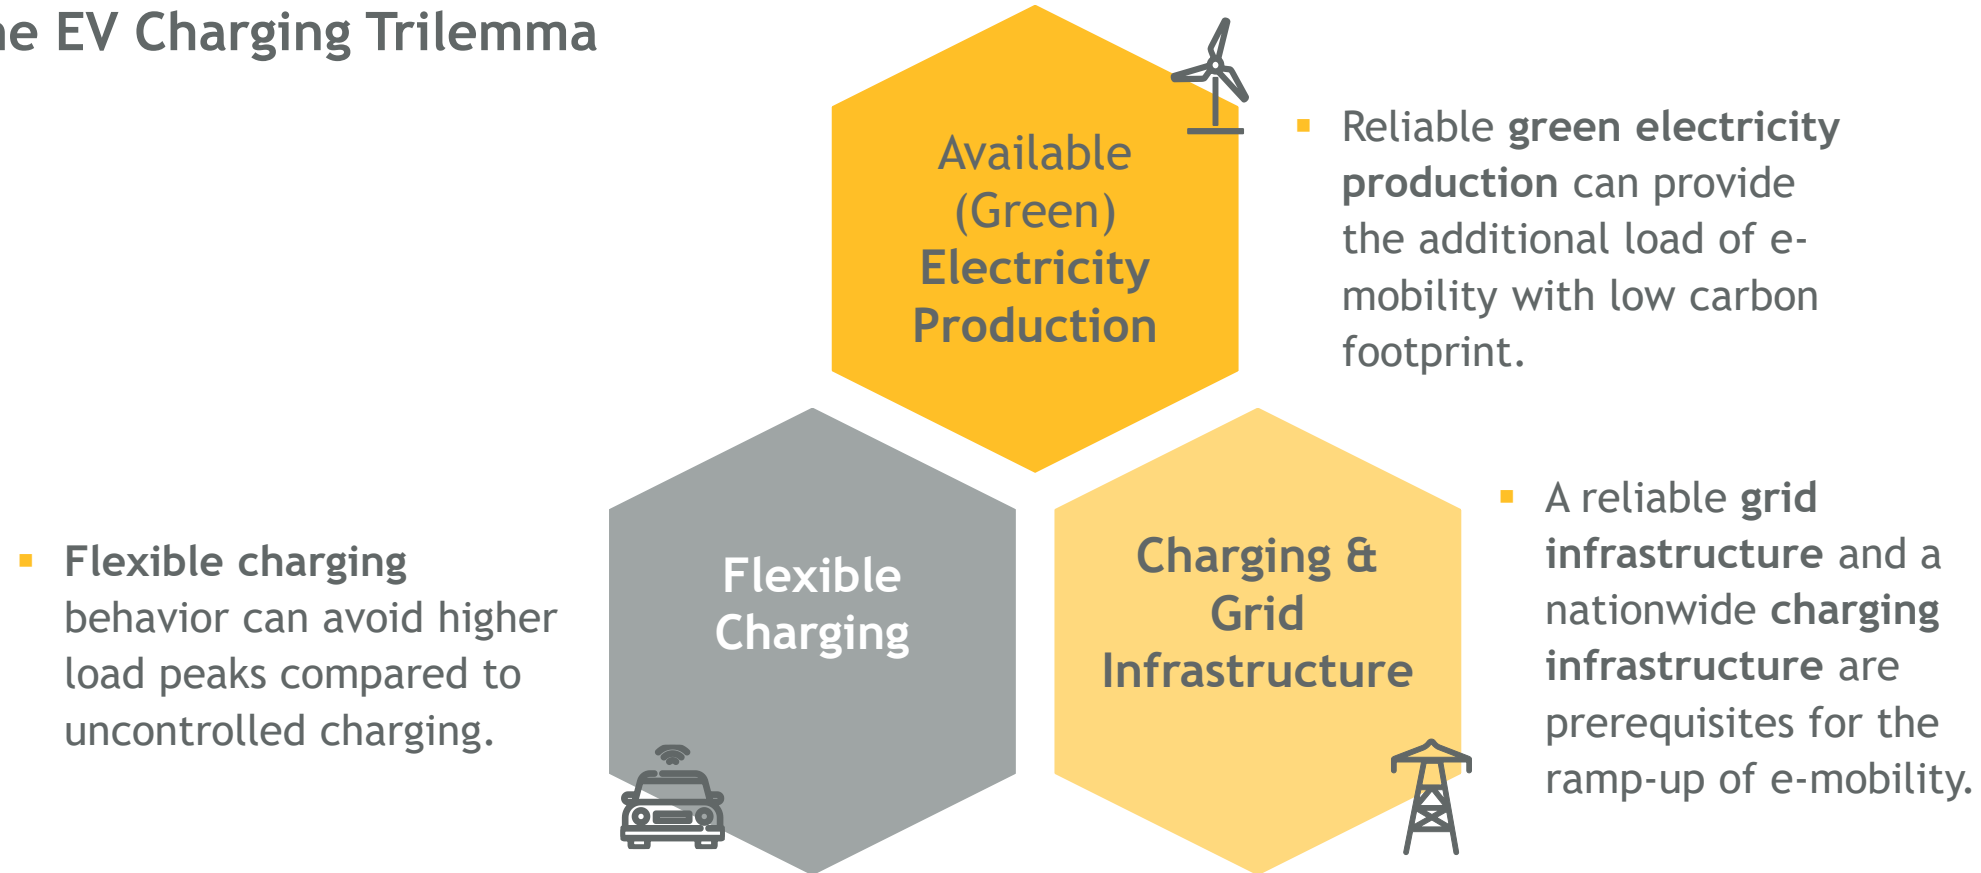 he EV Charging Trilemma
Available
(Green)
Electricity
Production
▪ Reliable green electricity
production can provide
the additional load of e-
mobility with low carbon
footprint.
▪ Flexible charging
behavior can avoid higher
load peaks compared to
uncontrolled charging.
Flexible
Charging
Charging &
Grid
Infrastructure
▪ A reliable grid
infrastructure and a
nationwide charging
infrastructure are
prerequisites for the
ramp-up of e-mobility.